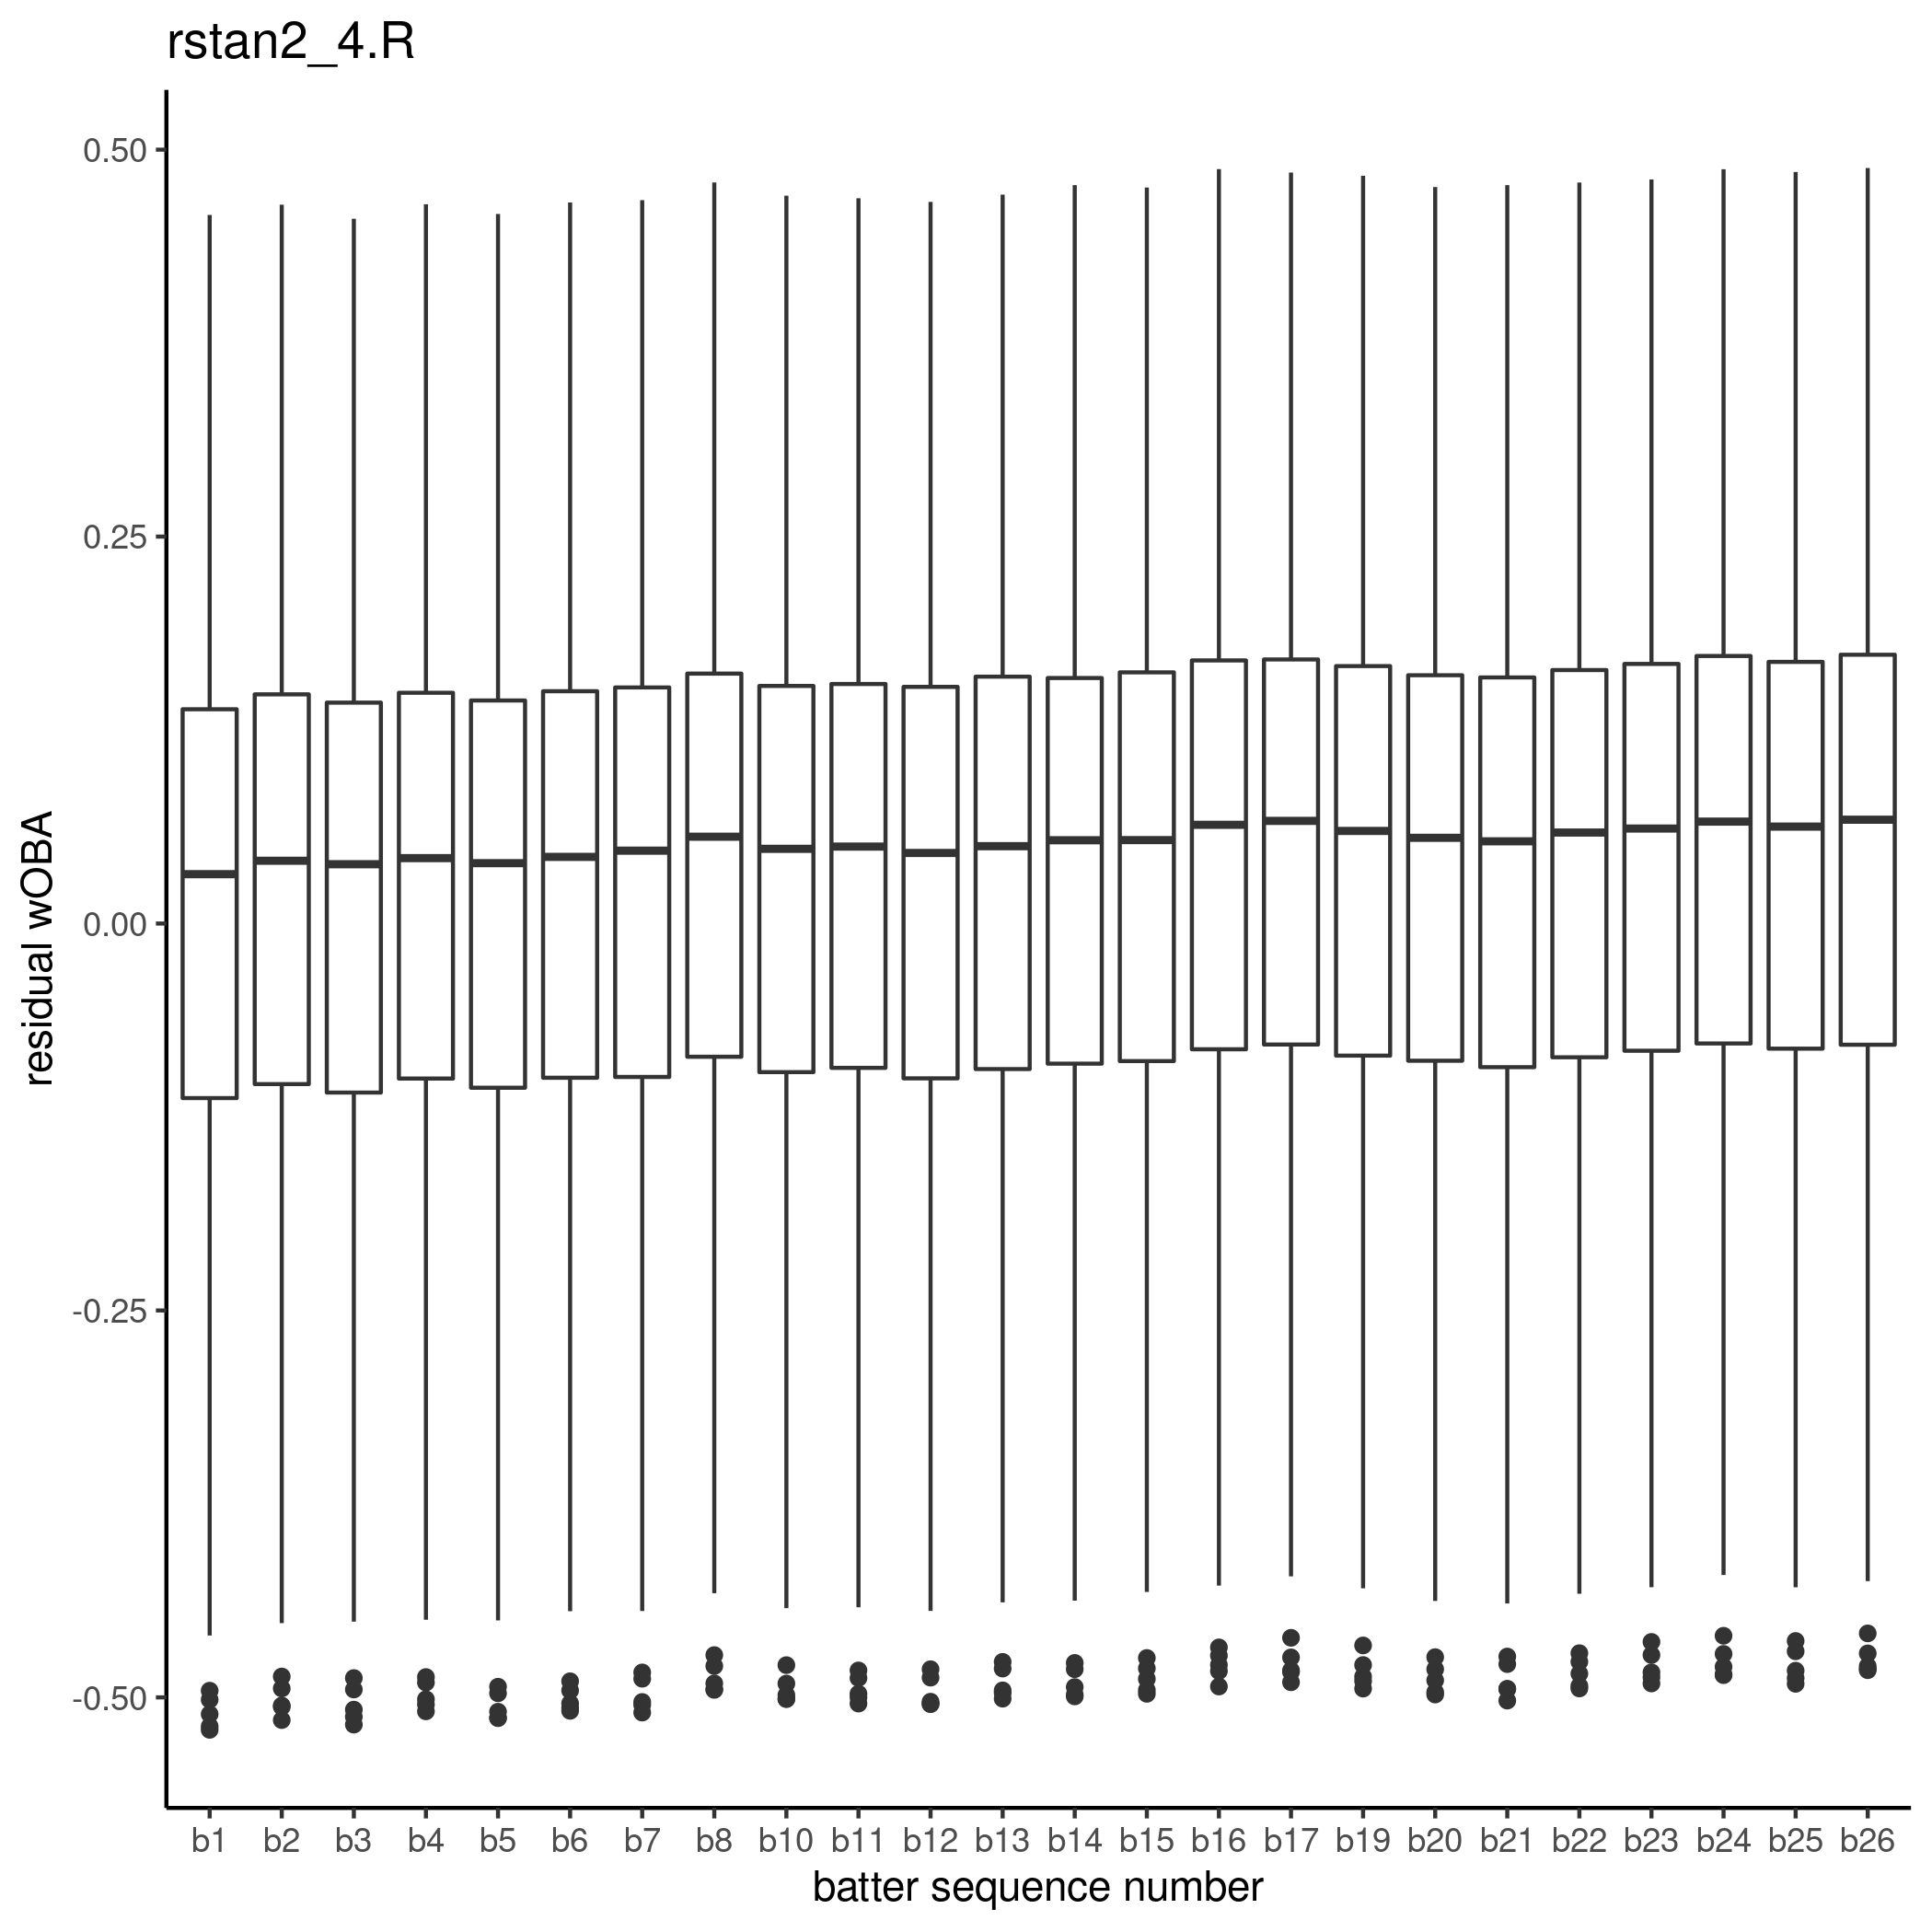 rstan2_4.R
0.50
0.25
0.00
-0.25
-0.50
residual wOBA
b1 b2 b3 b4 b5 b6 b7 b8 b10 b11 b12 b13 b14 b15 b16 b17 b19 b20 b21 b22 b23 b24 b25 b26
batter sequence number